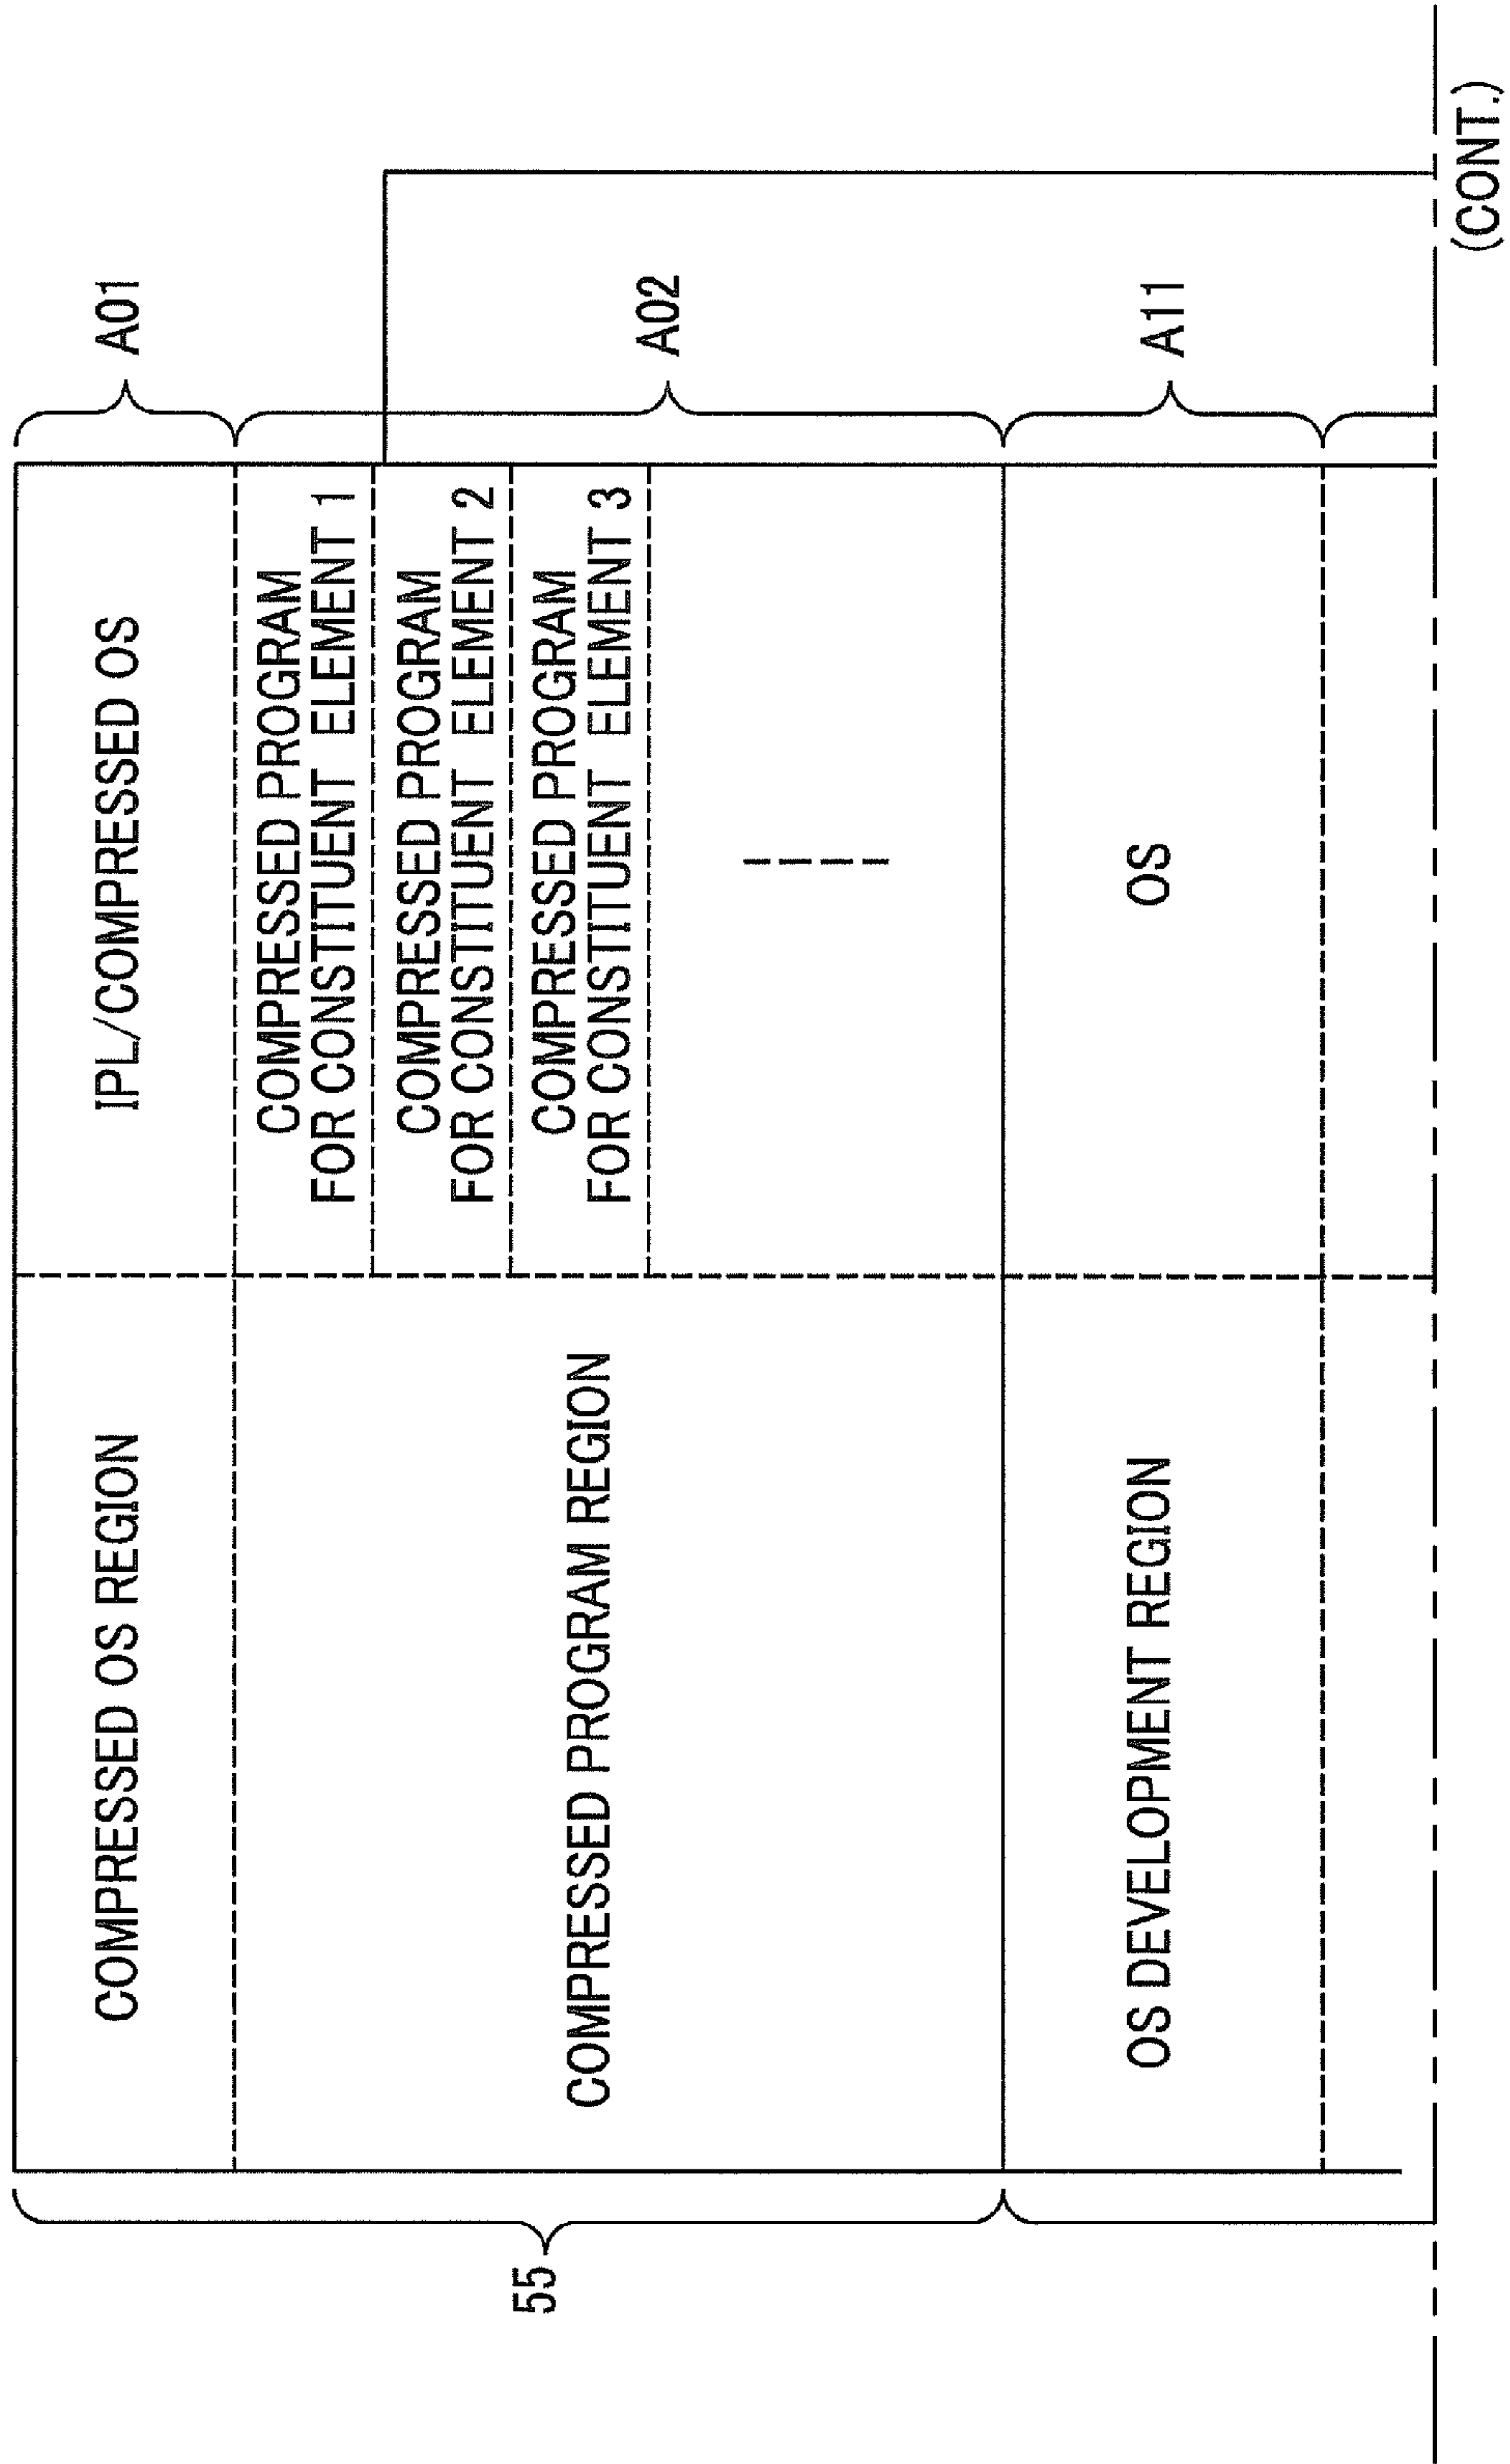 COMPRESSED OS REGION
IPL/COMPRESSED OS
A01
55
COMPRESSED PROGRAM REGION
COMPRESSED PROGRAM
FOR CONSTITUENT ELEMENT 1
COMPRESSED PROGRAM
FOR CONSTITUENT ELEMENT 2
COMPRESSED PROGRAM
FOR CONSTITUENT ELEMENT 3
A02
OS DEVELOPMENT REGION
OS
A11
(CONT.)